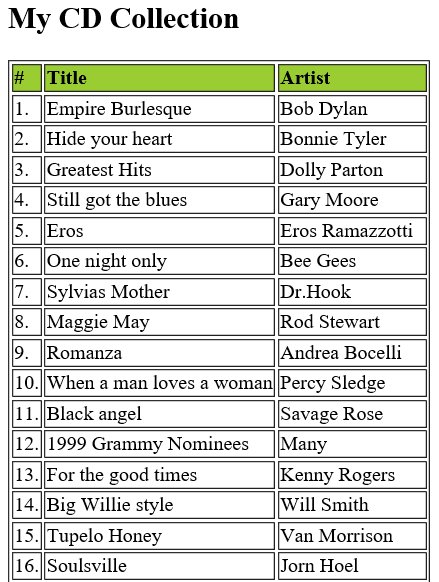 My CD Collection
# Title Artist
1. Empire Burlesque Bob Dylan
2. Hide your heart Bonnie Tyler
3. Greatest Hits Dolly Parton
4. Still got the blues Gary Moore
5. Eros Eros Ramazzotti
6. One night only Bee Gees
7. Sylvias Mother Dr.Hook
8. Maggie May Rod Stewart
9. Romanza Andrea Bocelli
10. When a man loves a woman Percy Sledge
11. Black angel Savage Rose
12. 1999 Grammy Nominees Many
13. For the good times Kenny Rogers
14. Big Willie style Will Smith
15. Tupelo Honey Van Morrison
16. Soulsville Jorn Hoel